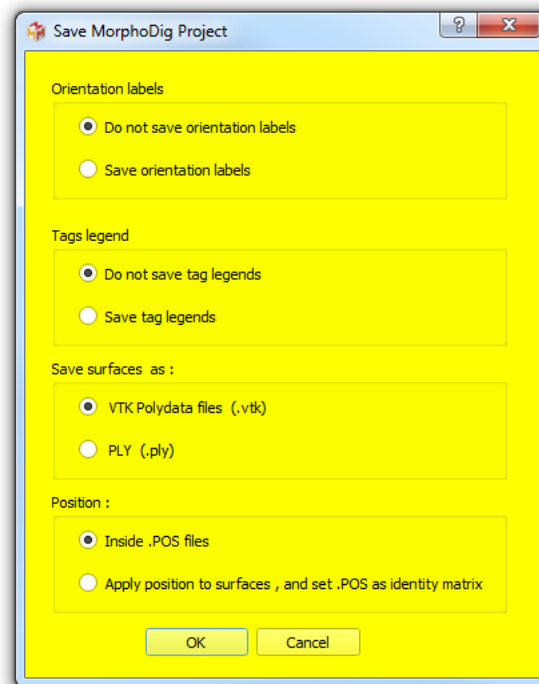 Save MorphoDig Project
?
X
Orientation labels
Do not save orientation labels
Save orientation labels
Tags legend
Do not save tag legends
Save tag legends
Save surfaces as :
VTK Polydata files (.vtk)
PLY (.ply)
Position :
Inside .POS files
Apply position to surfaces , and set .POS as identity matrix
OK
Cancel